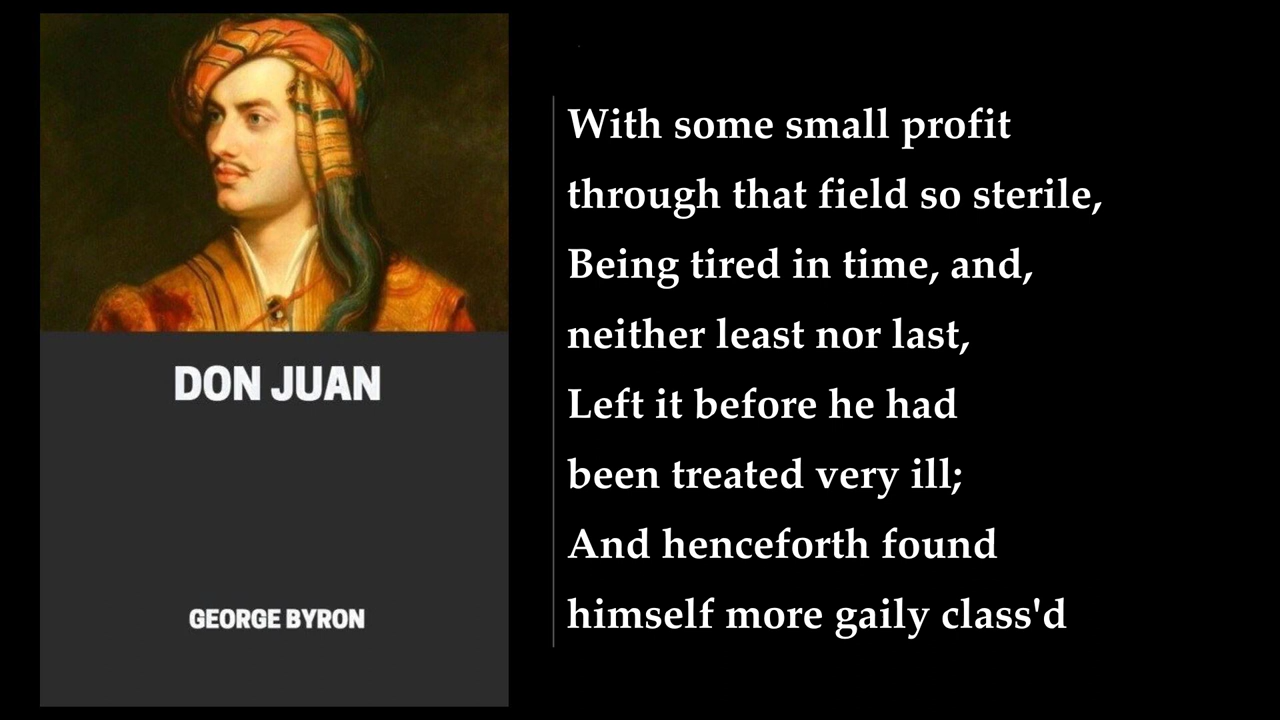 DON JUAN
GEORGE BYRON
With some small profit
through that field so sterile,
Being tired in time, and,
neither least nor last,
Left it before he had
been treated very ill;
And henceforth found
himself more gaily class'd